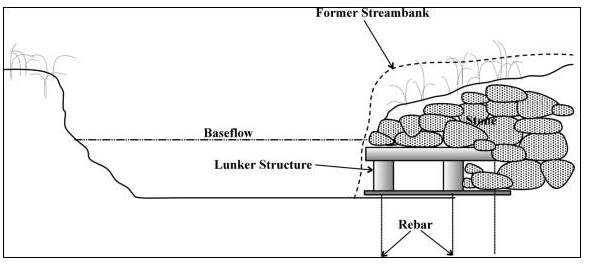 Former Streambank
Stone
Baseflow
Lunker Structure
Rebar